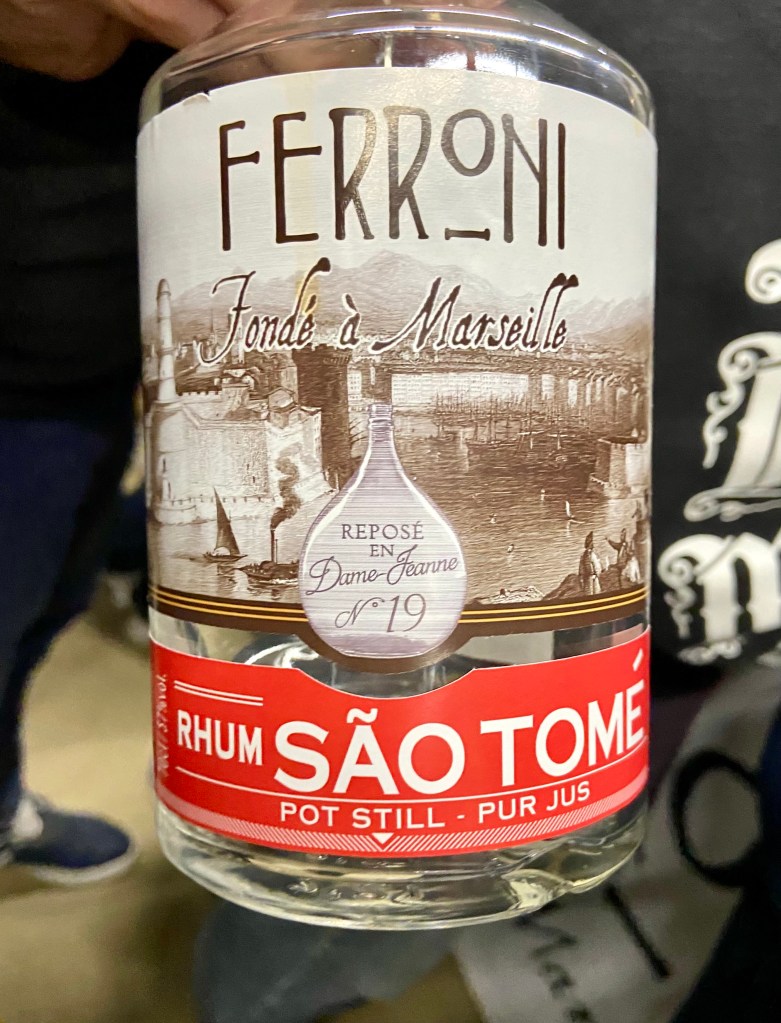 FERRONI
Fondé à Marseille
REPOSÉ
EN
Dame-Jeanne
N° 19
RHUM SÃO TOMÉ
POT STILL - PUR JUS